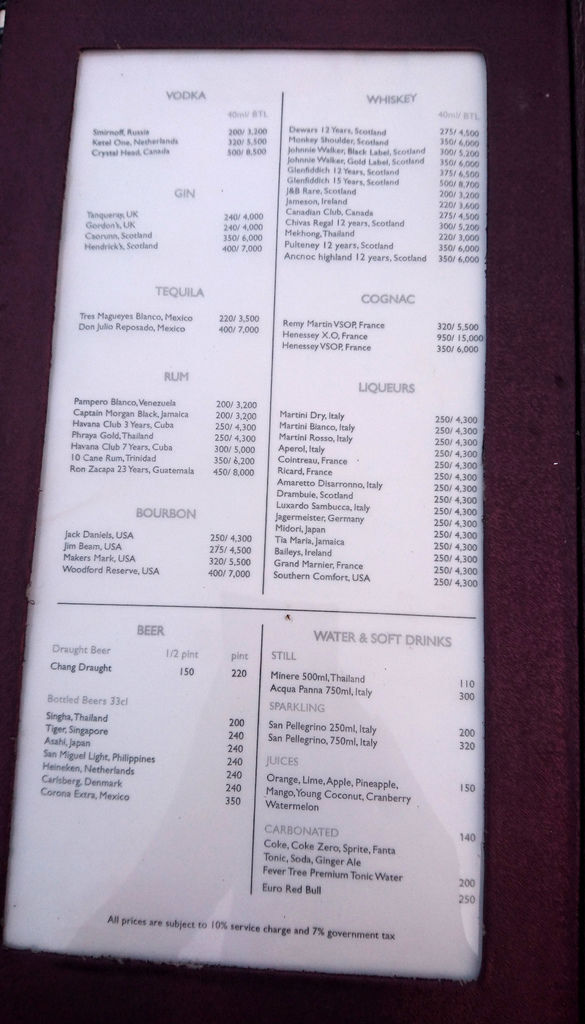 VODKA
40ml/ BTL
Smirnoff, Russia 200/ 3,200
Ketel One, Netherlands 320/ 5,500
Crystal Head, Canada 500/ 8,500
GIN
Tanqueray, UK 240/ 4,000
Gordon's, UK 240/ 4,000
Caorunn, Scotland 350/ 6,000
Hendrick's, Scotland 400/ 7,000
TEQUILA
Tres Magueyes Blanco, Mexico 220/ 3,500
Don Julio Reposado, Mexico 400/ 7,000
RUM
Pampero Blanco, Venezuela 200/ 3,200
Captain Morgan Black, Jamaica 200/ 3,200
Havana Club 3 Years, Cuba 250/ 4,300
Phraya Gold, Thailand 250/ 4,300
Havana Club 7 Years, Cuba 300/ 5,000
10 Cane Rum, Trinidad 350/ 6,200
Ron Zacapa 23 Years, Guatemala 450/ 8,000
BOURBON
Jack Daniels, USA 250/ 4,300
Jim Beam, USA 275/ 4,500
Makers Mark, USA 320/ 5,500
Woodford Reserve, USA 400/ 7,000
WHISKEY
40ml/ BTL
Dewars 12 Years, Scotland 275/ 4,500
Monkey Shoulder, Scotland 350/ 6,000
Johnnie Walker, Black Label, Scotland 300/ 5,200
Johnnie Walker, Gold Label, Scotland 350/ 6,000
Glenfiddich 12 Years, Scotland 375/ 6,500
Glenfiddich 15 Years, Scotland 500/ 8,700
J&B Rare, Scotland 200/ 3,200
Jameson, Ireland 220/ 3,600
Canadian Club, Canada 275/ 4,500
Chivas Regal 12 years, Scotland 300/ 5,200
Mekhong, Thailand 220/ 3,000
Pulteney 12 years, Scotland 350/ 6,000
Ancnoc highland 12 years, Scotland 350/ 6,000
COGNAC
Remy Martin VSOP, France 320/ 5,500
Henessey X.O, France 950/ 15,000
Henessey VSOP, France 350/ 6,000
LIQUEURS
Martini Dry, Italy 250/ 4,300
Martini Bianco, Italy 250/ 4,300
Martini Rosso, Italy 250/ 4,300
Aperol, Italy 250/ 4,300
Cointreau, France 250/ 4,300
Ricard, France 250/ 4,300
Amaretto Disarronno, Italy 250/ 4,300
Drambuie, Scotland 250/ 4,300
Luxardo Sambucca, Italy 250/ 4,300
Jagermeister, Germany 250/ 4,300
Midori, Japan 250/ 4,300
Tia Maria, Jamaica 250/ 4,300
Baileys, Ireland 250/ 4,300
Grand Marnier, France 250/ 4,300
Southern Comfort, USA 250/ 4,300
BEER
Draught Beer 1/2 pint pint
Chang Draught 150 220
Bottled Beers 33cl
Singha, Thailand 200
Tiger, Singapore 240
Asahi, Japan 240
San Miguel Light, Philippines 240
Heineken, Netherlands 240
Carlsberg, Denmark 240
Corona Extra, Mexico 350
WATER & SOFT DRINKS
STILL
Minere 500ml, Thailand 110
Acqua Panna 750ml, Italy 300
SPARKLING
San Pellegrino 250ml, Italy 200
San Pellegrino, 750ml, Italy 320
JUICES
Orange, Lime, Apple, Pineapple, 150
Mango, Young Coconut, Cranberry
Watermelon
CARBONATED 140
Coke, Coke Zero, Sprite, Fanta
Tonic, Soda, Ginger Ale
Fever Tree Premium Tonic Water 200
Euro Red Bull 250
All prices are subject to 10% service charge and 7% government tax